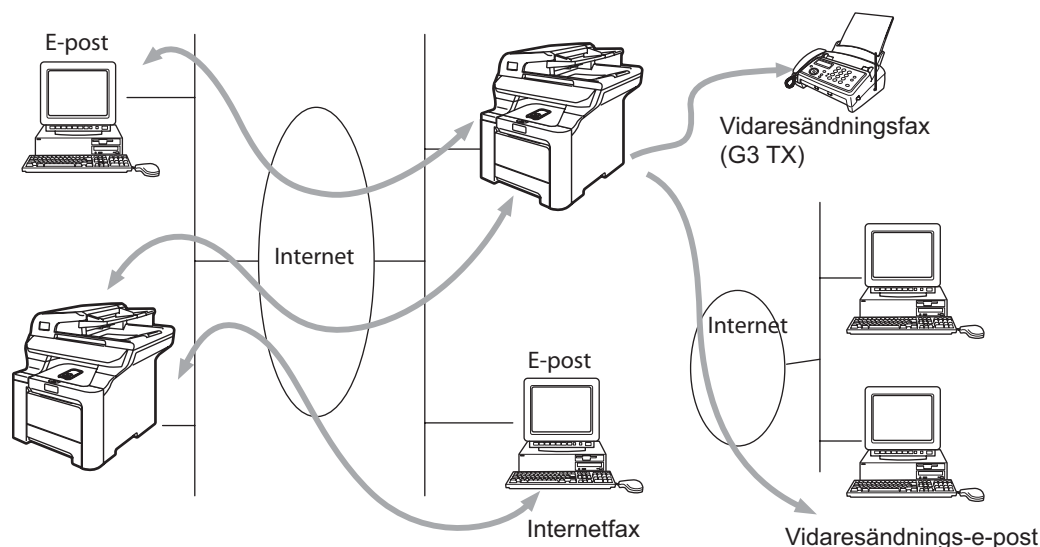 E-post
Vidaresändningsfax
(G3 TX)
Internet
Internet
E-post
Internetfax
Vidaresändnings-e-post